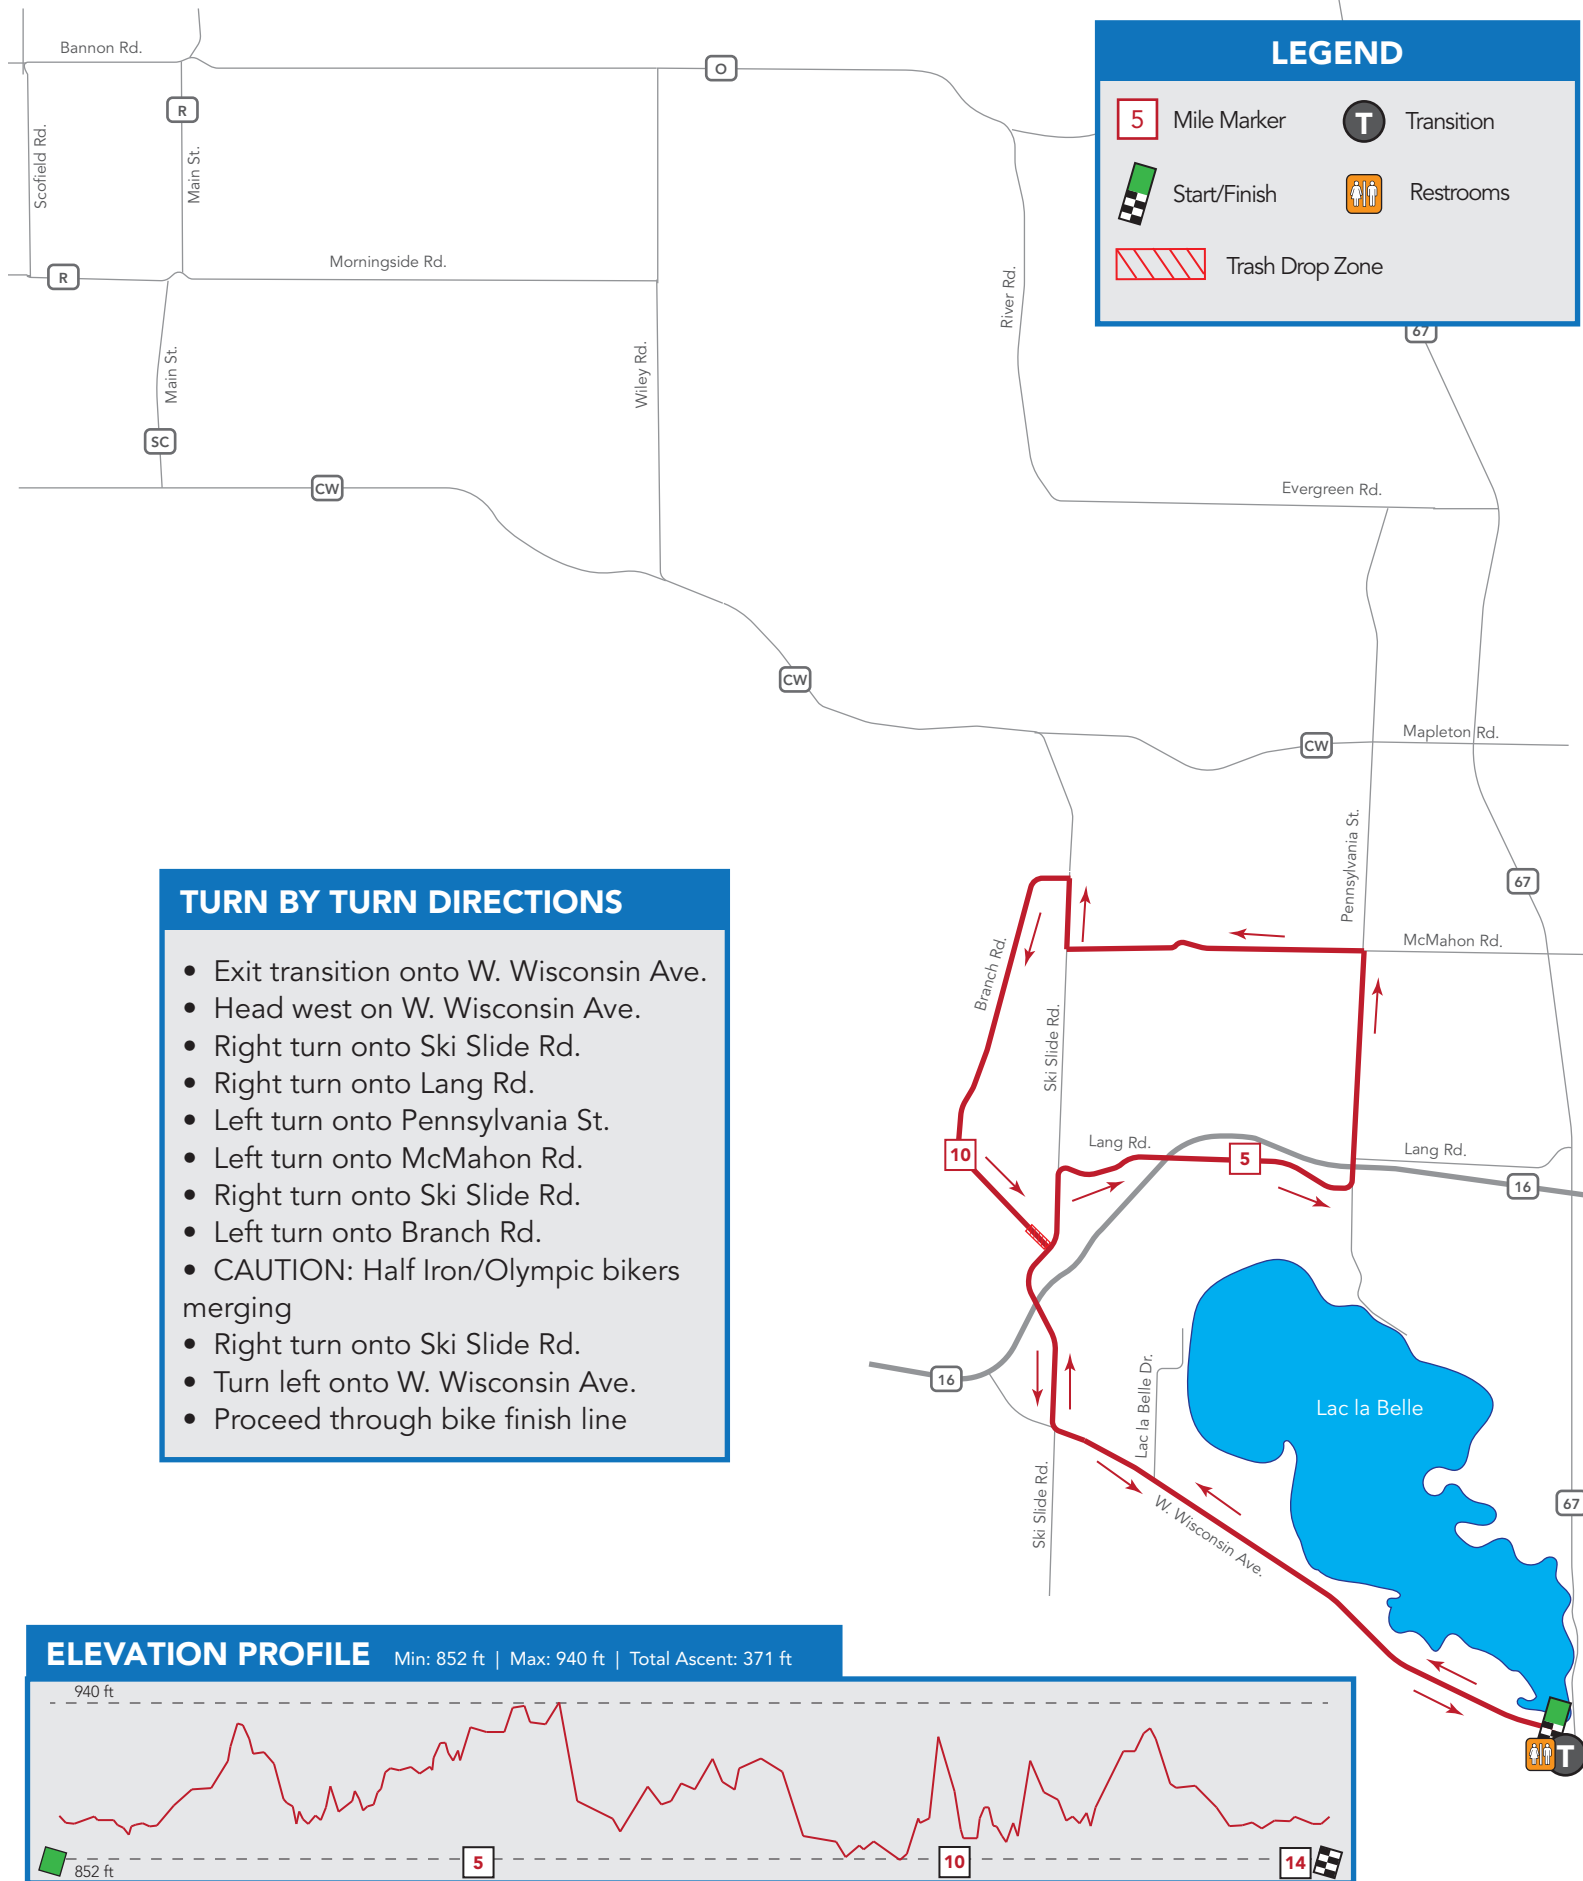 Bannon Rd.
O
LEGEND
5 Mile Marker
T Transition
Start/Finish
Restrooms
Trash Drop Zone
R
Scofield Rd.
Main St.
Morningside Rd.
R
River Rd.
67
Main St.
Wiley Rd.
SC
CW
Evergreen Rd.
CW
Mapleton Rd.
CW
Pennsylvania St.
67
McMahon Rd.
Branch Rd.
Ski Slide Rd.
TURN BY TURN DIRECTIONS
• Exit transition onto W. Wisconsin Ave.
• Head west on W. Wisconsin Ave.
• Right turn onto Ski Slide Rd.
• Right turn onto Lang Rd.
• Left turn onto Pennsylvania St.
• Left turn onto McMahon Rd.
• Right turn onto Ski Slide Rd.
• Left turn onto Branch Rd.
• CAUTION: Half Iron/Olympic bikers
merging
• Right turn onto Ski Slide Rd.
• Turn left onto W. Wisconsin Ave.
• Proceed through bike finish line
10
Lang Rd.
5
Lang Rd.
16
16
Lac la Belle Dr.
Lac la Belle
Ski Slide Rd.
W. Wisconsin Ave.
67
T
ELEVATION PROFILE Min: 852 ft | Max: 940 ft | Total Ascent: 371 ft
940 ft
852 ft
5
10
14